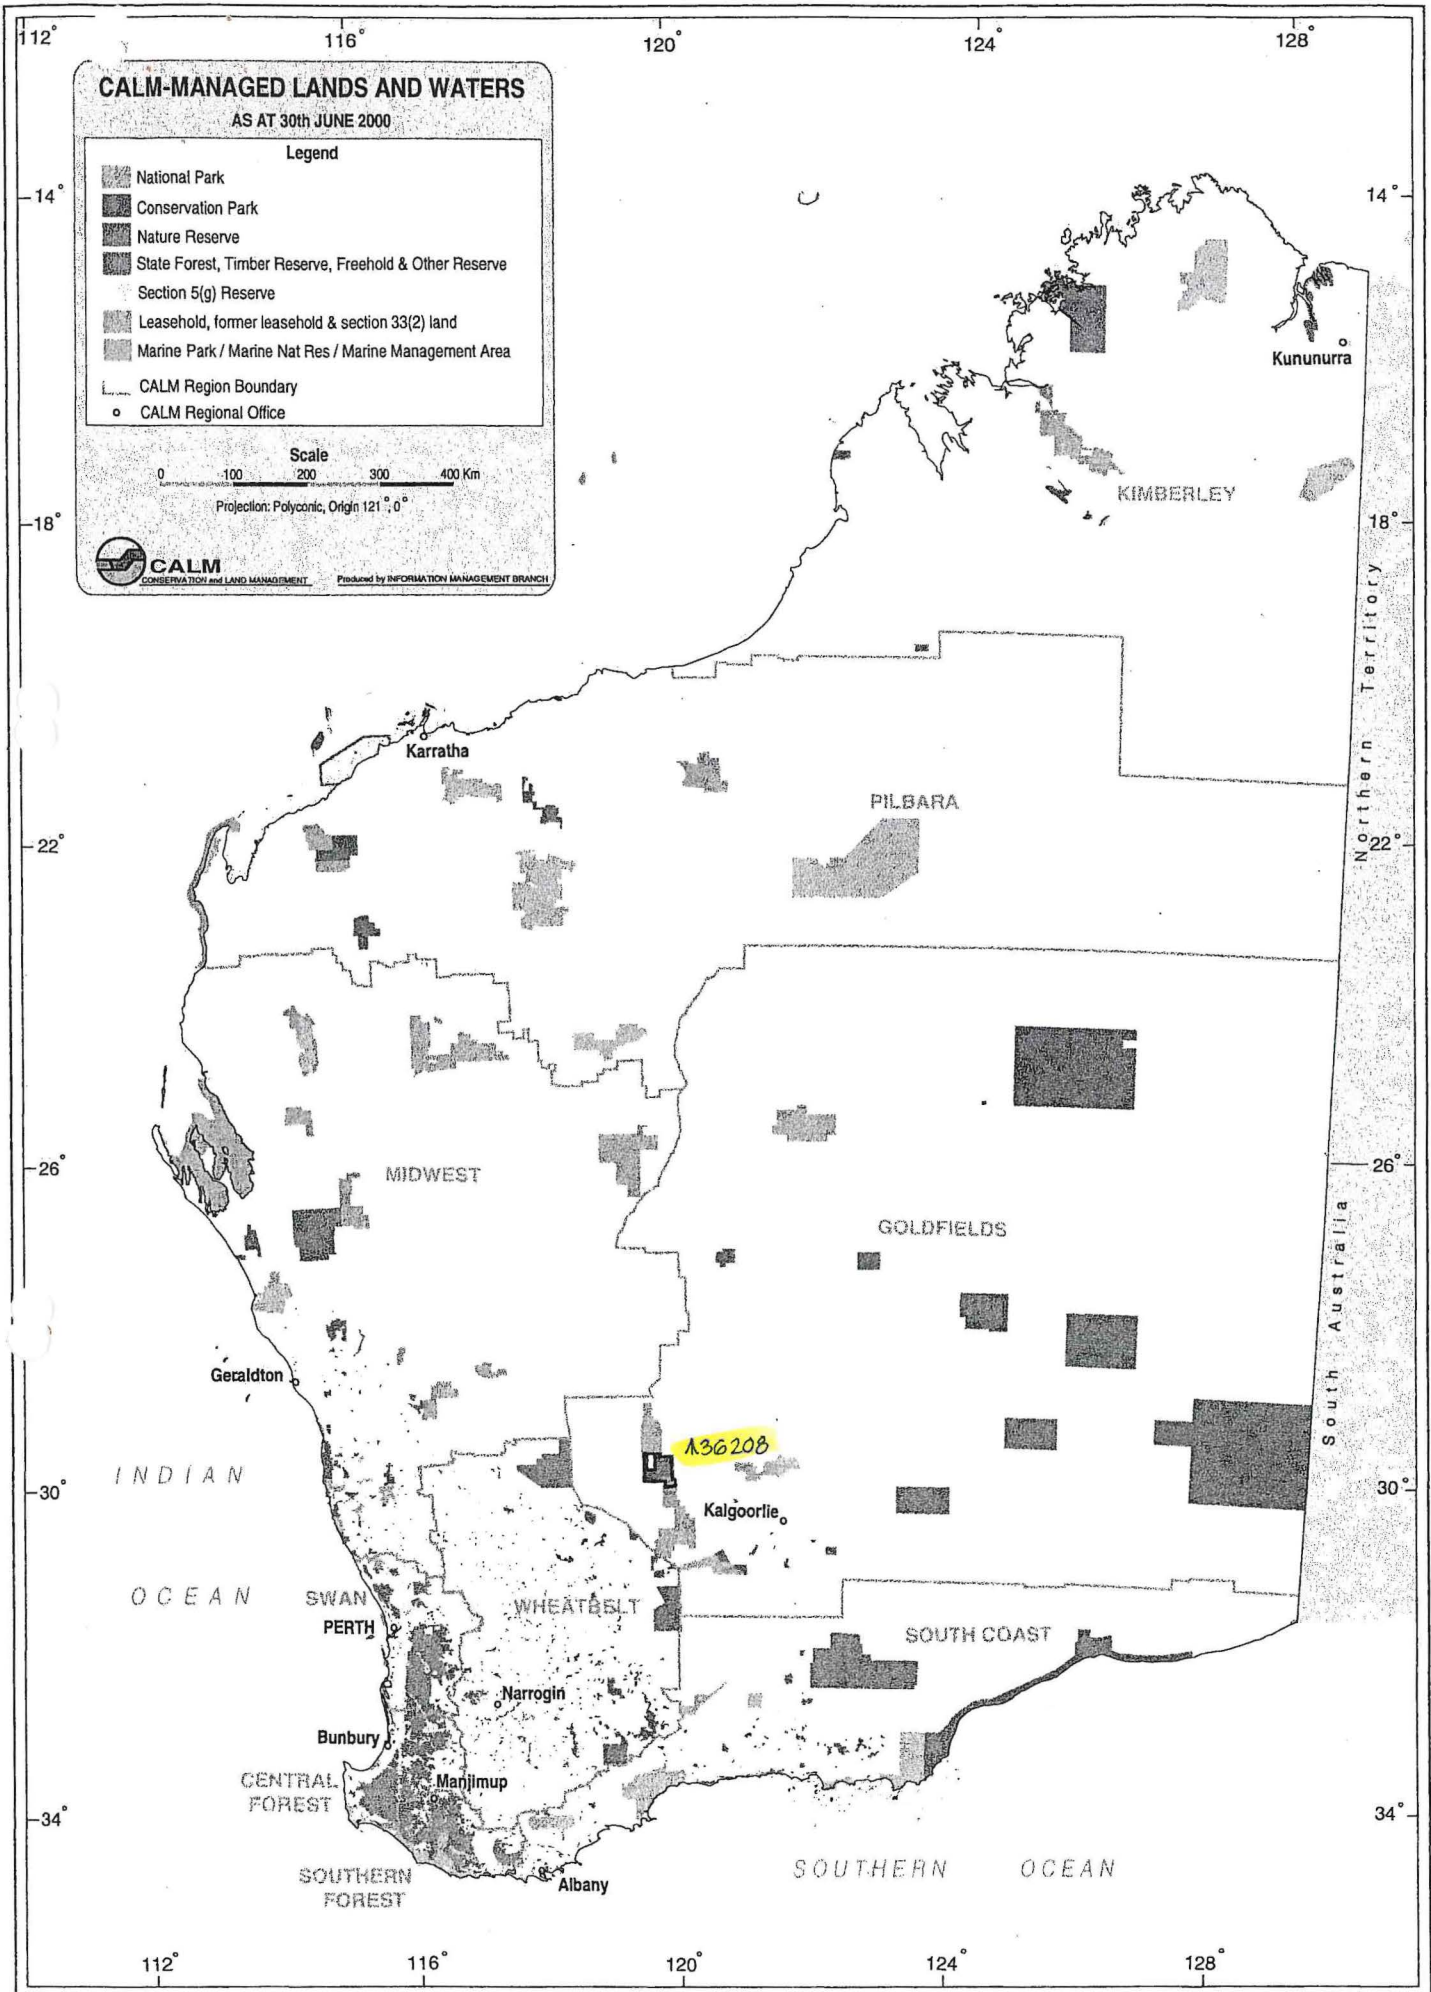 112°
116°
120°
124°
128°
CALM-MANAGED LANDS AND WATERS
AS AT 30th JUNE 2000
Legend
National Park
Conservation Park
Nature Reserve
State Forest, Timber Reserve, Freehold & Other Reserve
Section 5(g) Reserve
Leasehold, former leasehold & section 33(2) land
Marine Park / Marine Nat Res / Marine Management Area
CALM Region Boundary
CALM Regional Office
Scale
0 100 200 300 400 Km
Projection: Polyconic, Origin 121°, 0°
CALM
CONSERVATION and LAND MANAGEMENT
Produced by INFORMATION MANAGEMENT BRANCH
14°
14°
Kununurra
KIMBERLEY
18°
18°
Northern Territory
Karratha
PILBARA
22°
22°
26°
26°
MIDWEST
GOLDFIELDS
South Australia
Geraldton
136208
INDIAN
30°
30°
Kalgoorlie
OCEAN
SWAN
WHEATBELT
PERTH
SOUTH COAST
Narrogin
Bunbury
CENTRAL
FOREST
Manjimup
34°
34°
SOUTHERN OCEAN
SOUTHERN
FOREST
Albany
112°
116°
120°
124°
128°